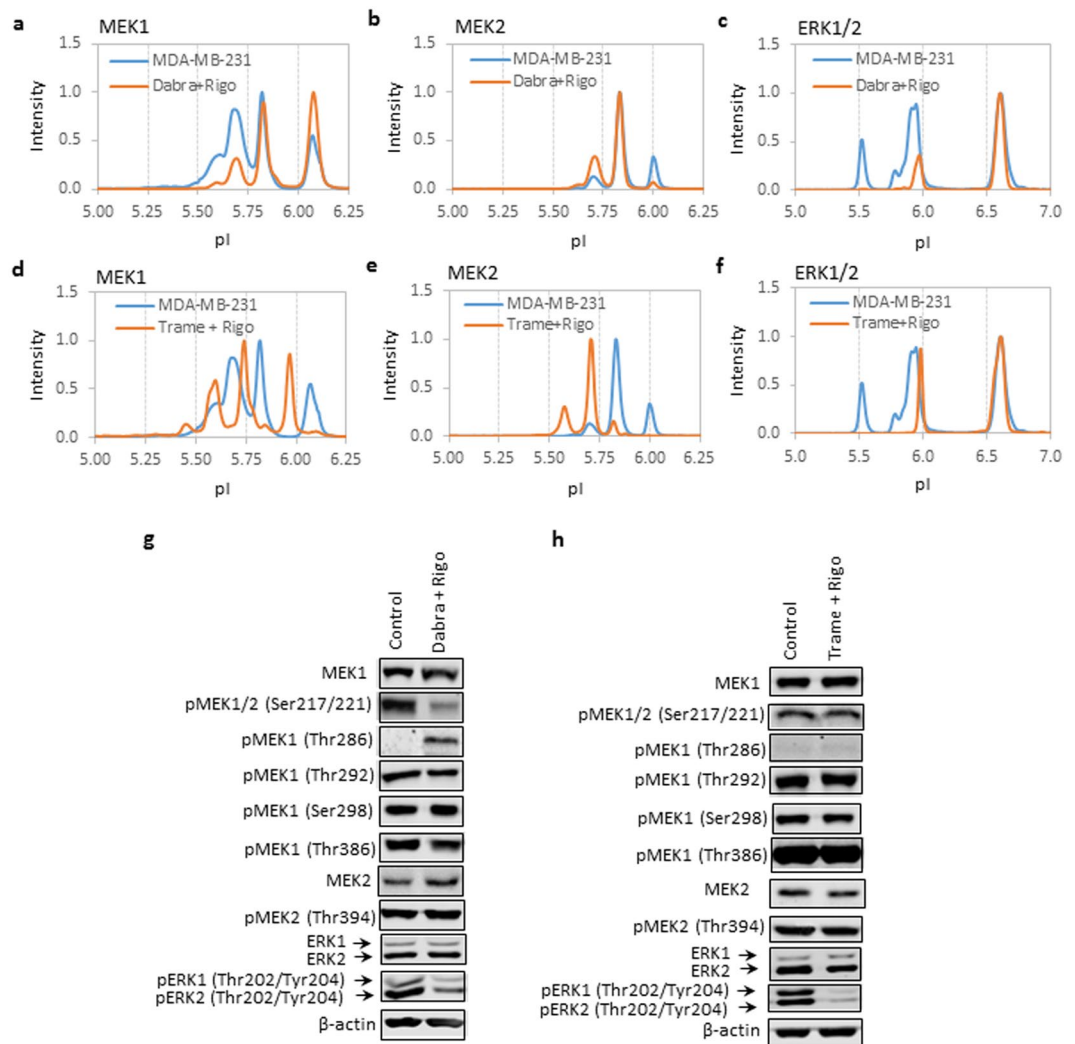 a MEK1
1.5
1.0
0.5
0.0
Intensity
MDA-MB-231
Dabra+Rigo
5.00 5.25 5.50 5.75 6.00 6.25
pI
b MEK2
1.5
1.0
0.5
0.0
Intensity
MDA-MB-231
Dabra+Rigo
5.00 5.25 5.50 5.75 6.00 6.25
pI
c ERK1/2
1.5
1.0
0.5
0.0
Intensity
MDA-MB-231
Dabra+Rigo
5.0 5.5 6.0 6.5 7.0
pI
d MEK1
1.5
1.0
0.5
0.0
Intensity
MDA-MB-231
Trame + Rigo
5.00 5.25 5.50 5.75 6.00 6.25
pI
e MEK2
1.5
1.0
0.5
0.0
Intensity
MDA-MB-231
Trame+Rigo
5.00 5.25 5.50 5.75 6.00 6.25
pI
f ERK1/2
1.5
1.0
0.5
0.0
Intensity
MDA-MB-231
Trame+Rigo
5.0 5.5 6.0 6.5 7.0
pI
g
Control
Dabra + Rigo
MEK1
pMEK1/2 (Ser217/221)
pMEK1 (Thr286)
pMEK1 (Thr292)
pMEK1 (Ser298)
pMEK1 (Thr386)
MEK2
pMEK2 (Thr394)
ERK1
ERK2
pERK1 (Thr202/Tyr204)
pERK2 (Thr202/Tyr204)
β-actin
h
Control
Trame + Rigo
MEK1
pMEK1/2 (Ser217/221)
pMEK1 (Thr286)
pMEK1 (Thr292)
pMEK1 (Ser298)
pMEK1 (Thr386)
MEK2
pMEK2 (Thr394)
ERK1
ERK2
pERK1 (Thr202/Tyr204)
pERK2 (Thr202/Tyr204)
β-actin